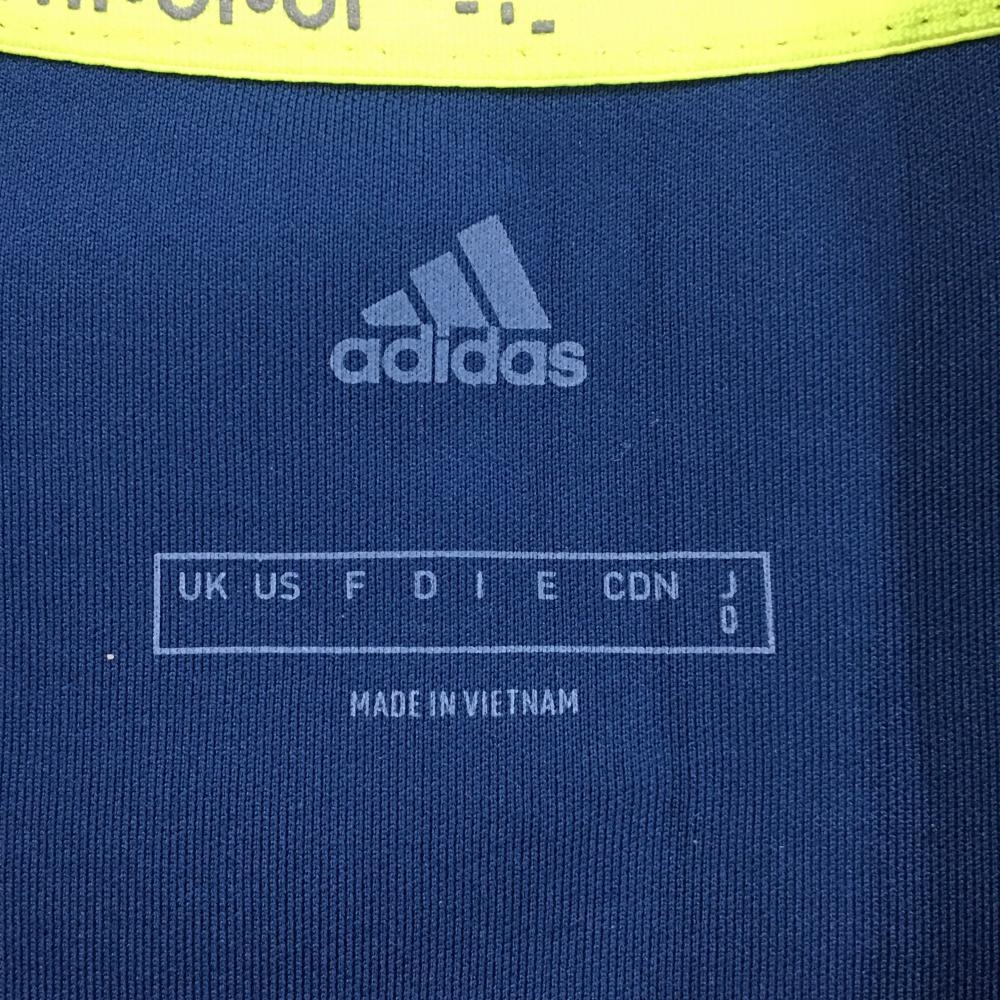 adidas
UK US F D I E CDN J
O
MADE IN VIETNAM